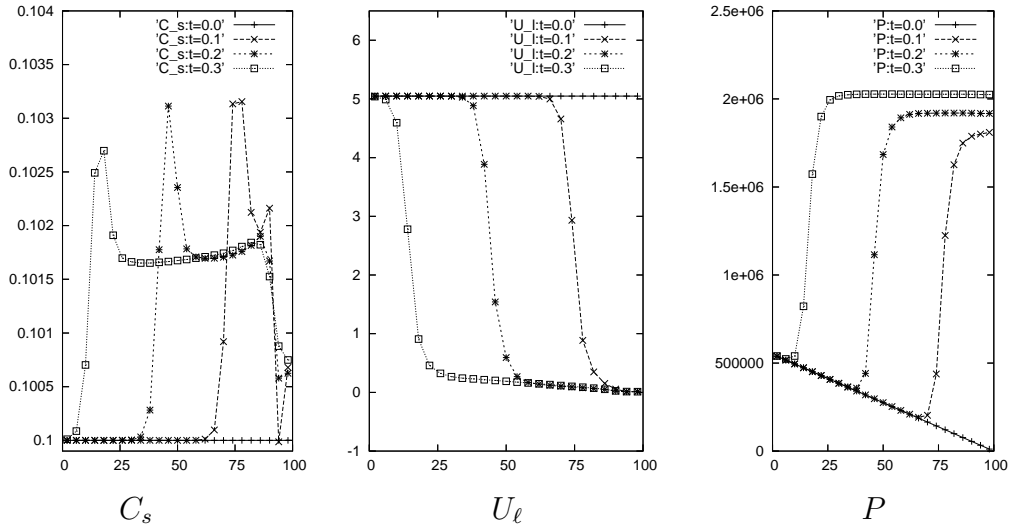 0.104
0.1035
0.103
0.1025
0.102
0.1015
0.101
0.1005
0.1
0 25 50 75 100
'C_s:t=0.0'
'C_s:t=0.1'
'C_s:t=0.2'
'C_s:t=0.3'
C_s
6
5
4
3
2
1
0
-1
0 25 50 75 100
'U_l:t=0.0'
'U_l:t=0.1'
'U_l:t=0.2'
'U_l:t=0.3'
U_ℓ
2.5e+06
2e+06
1.5e+06
1e+06
500000
0
0 25 50 75 100
'P:t=0.0'
'P:t=0.1'
'P:t=0.2'
'P:t=0.3'
P